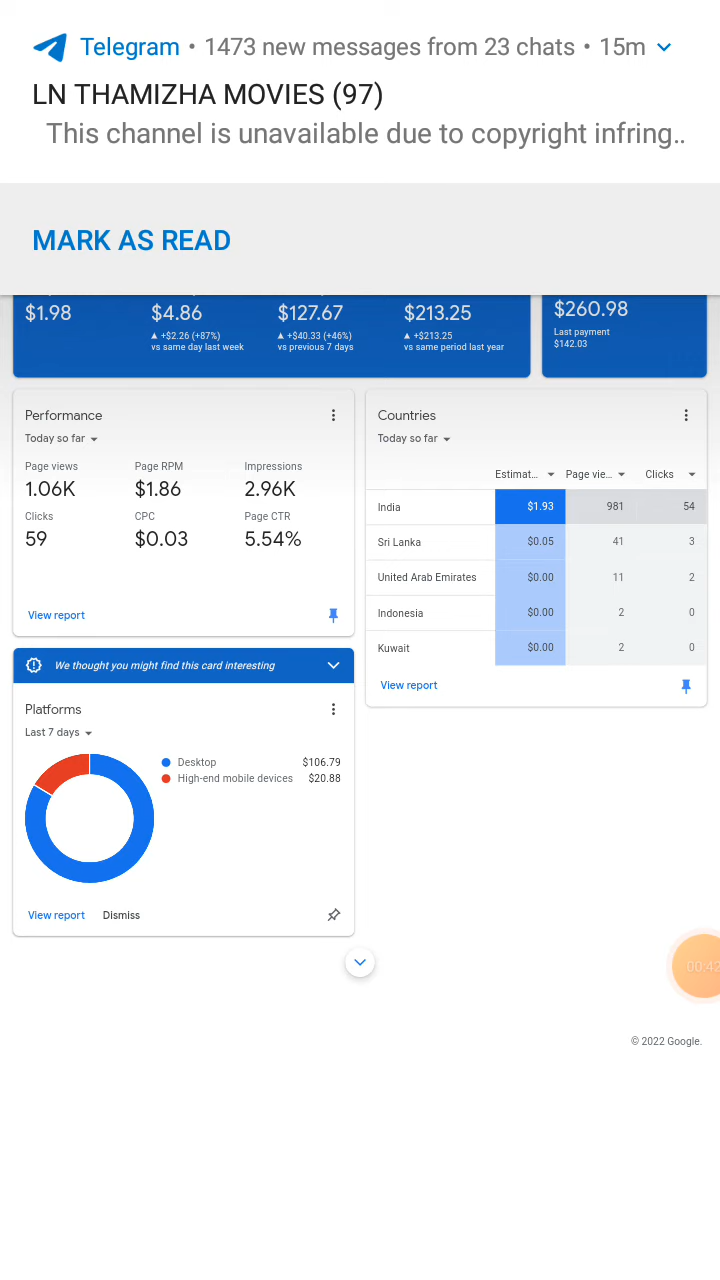 Telegram • 1473 new messages from 23 chats • 15m
LN THAMIZHA MOVIES (97)
This channel is unavailable due to copyright infring..
MARK AS READ
$1.98 $4.86 $127.67 $213.25 $260.98
▲ +$2.26 (+87%) ▲ +$40.33 (+46%) ▲ +$213.25 Last payment
vs same day last week vs previous 7 days vs same period last year $142.03
Performance
Today so far
Page views Page RPM Impressions
1.06K $1.86 2.96K
Clicks CPC Page CTR
59 $0.03 5.54%
View report
Countries
Today so far
Estimat... Page vie... Clicks
India $1.93 981 54
Sri Lanka $0.05 41 3
United Arab Emirates $0.00 11 2
Indonesia $0.00 2 0
Kuwait $0.00 2 0
View report
We thought you might find this card interesting
Platforms
Last 7 days
Desktop $106.79
High-end mobile devices $20.88
View report Dismiss
00:42
© 2022 Google.